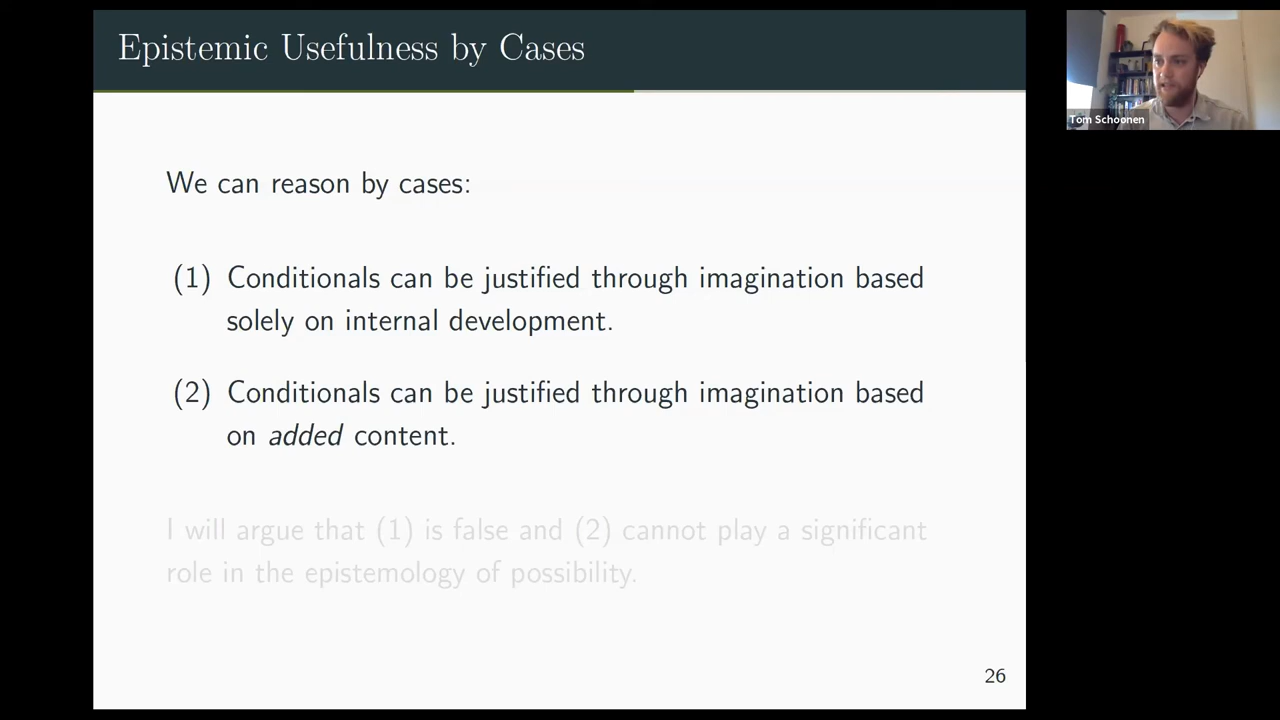 Epistemic Usefulness by Cases
We can reason by cases:
(1) Conditionals can be justified through imagination based
solely on internal development.
(2) Conditionals can be justified through imagination based
on added content.
I will argue that (1) is false and (2) cannot play a significant
role in the epistemology of possibility.
26
Tom Schoonen